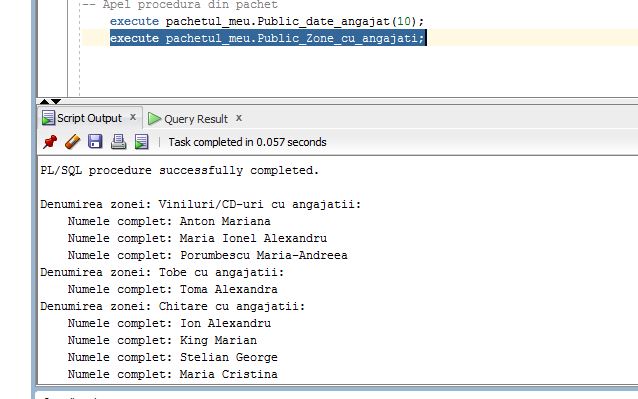 -- Apel procedura din pachet
execute pachetul_meu.Public_date_angajat(10);
execute pachetul_meu.Public_Zone_cu_angajati;
Script Output x Query Result x
Task completed in 0.057 seconds
PL/SQL procedure successfully completed.
Denumirea zonei: Viniluri/CD-uri cu angajatii:
Numele complet: Anton Mariana
Numele complet: Maria Ionel Alexandru
Numele complet: Porumbescu Maria-Andreea
Denumirea zonei: Tobe cu angajatii:
Numele complet: Toma Alexandra
Denumirea zonei: Chitare cu angajatii:
Numele complet: Ion Alexandru
Numele complet: King Marian
Numele complet: Stelian George
Numele complet: Maria Cristina